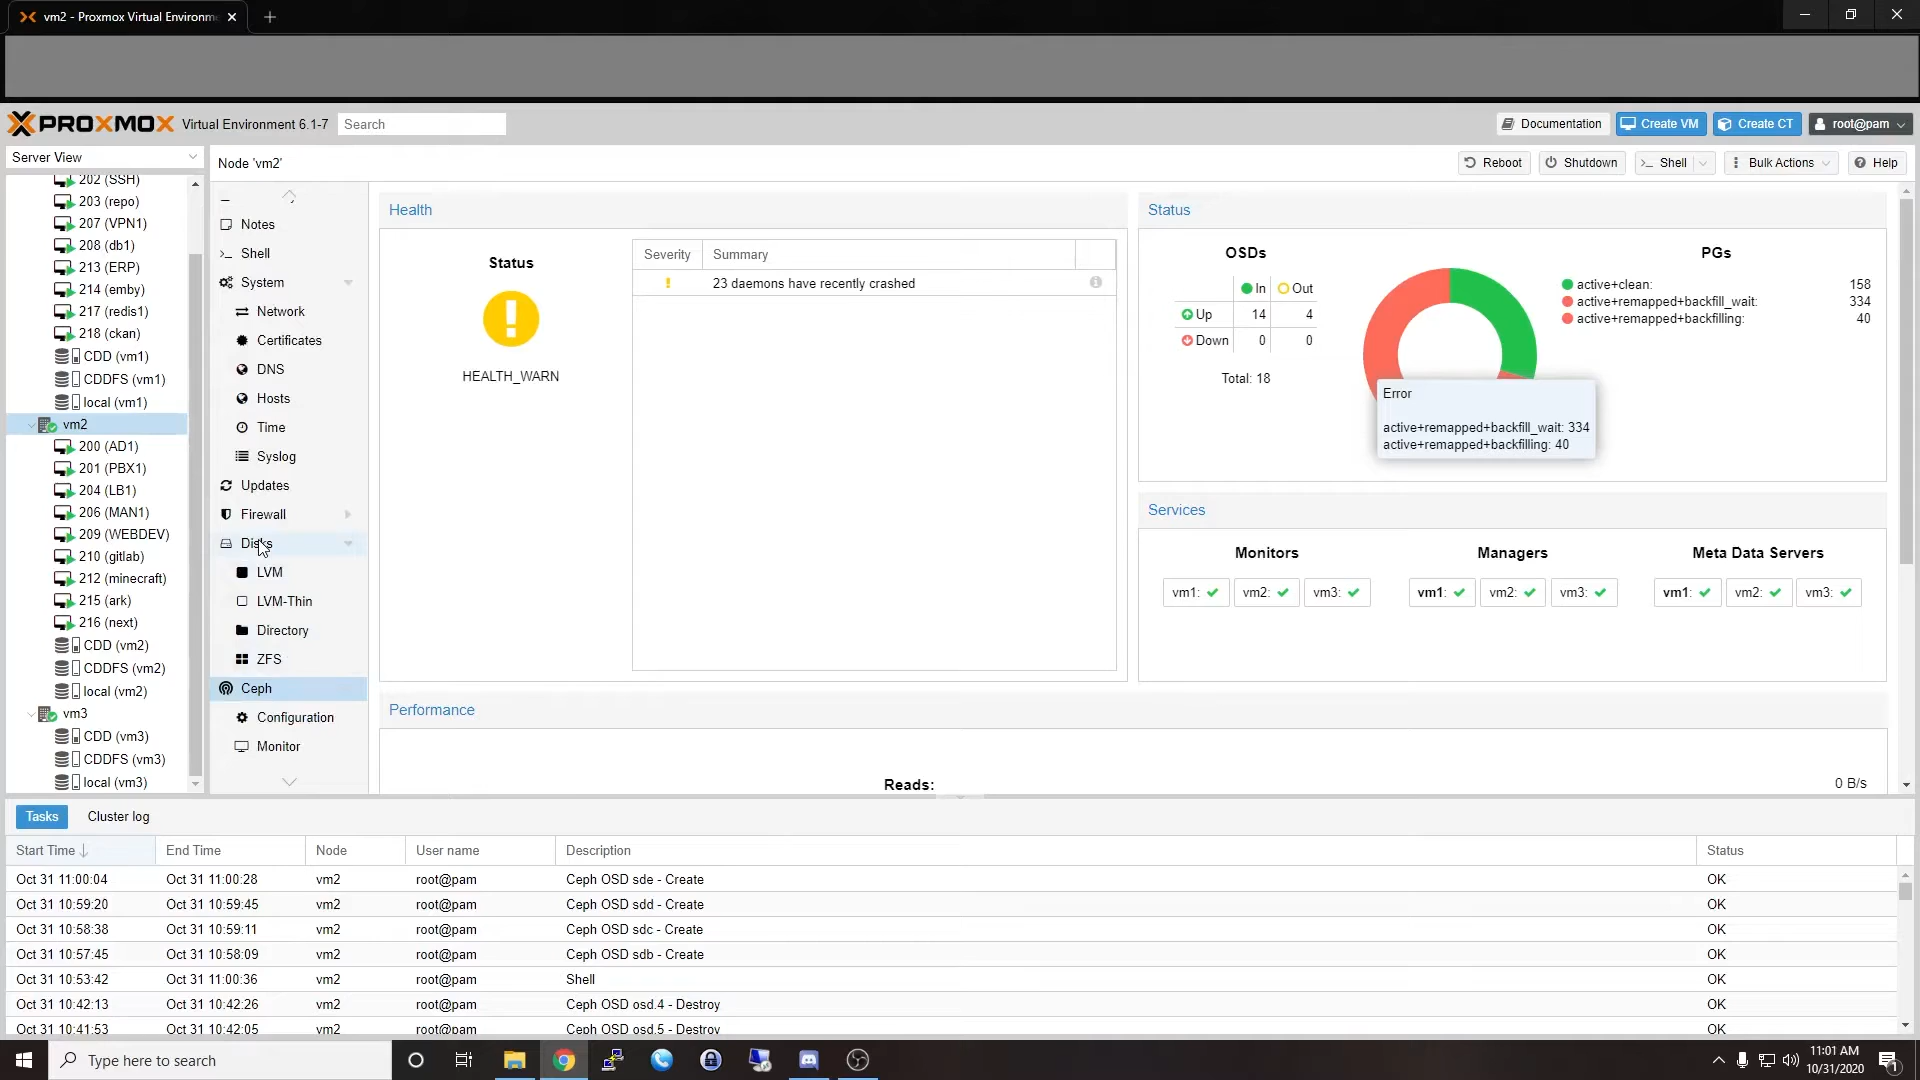 vm2 - Proxmox Virtual Environm
PROXMOX Virtual Environment 6.1-7
Search
Documentation
Create VM
Create CT
root@pam
Server View
Node 'vm2'
Reboot
Shutdown
Shell
Bulk Actions
Help
202 (SSH)
203 (repo)
207 (VPN1)
208 (db1)
213 (ERP)
214 (emby)
217 (redis1)
218 (ckan)
CDD (vm1)
CDDFS (vm1)
local (vm1)
vm2
200 (AD1)
201 (PBX1)
204 (LB1)
206 (MAN1)
209 (WEBDEV)
210 (gitlab)
212 (minecraft)
215 (ark)
216 (next)
CDD (vm2)
CDDFS (vm2)
local (vm2)
vm3
CDD (vm3)
CDDFS (vm3)
local (vm3)
Notes
Shell
System
Network
Certificates
DNS
Hosts
Time
Syslog
Updates
Firewall
Disks
LVM
LVM-Thin
Directory
ZFS
Ceph
Configuration
Monitor
Health
Status
HEALTH_WARN
Severity Summary
23 daemons have recently crashed
Status
OSDs
In Out
Up 14 4
Down 0 0
Total: 18
PGs
active+clean: 158
active+remapped+backfill_wait: 334
active+remapped+backfilling: 40
Error
active+remapped+backfill_wait: 334
active+remapped+backfilling: 40
Services
Monitors
vm1: vm2: vm3:
Managers
vm1: vm2: vm3:
Meta Data Servers
vm1: vm2: vm3:
Performance
Reads: 0 B/s
Tasks Cluster log
Start Time End Time Node User name Description Status
Oct 31 11:00:04 Oct 31 11:00:28 vm2 root@pam Ceph OSD sde - Create OK
Oct 31 10:59:20 Oct 31 10:59:45 vm2 root@pam Ceph OSD sdd - Create OK
Oct 31 10:58:38 Oct 31 10:59:11 vm2 root@pam Ceph OSD sdc - Create OK
Oct 31 10:57:45 Oct 31 10:58:09 vm2 root@pam Ceph OSD sdb - Create OK
Oct 31 10:53:42 Oct 31 11:00:36 vm2 root@pam Shell OK
Oct 31 10:42:13 Oct 31 10:42:26 vm2 root@pam Ceph OSD osd.4 - Destroy OK
Oct 31 10:41:53 Oct 31 10:42:05 vm2 root@pam Ceph OSD osd.5 - Destroy OK
Type here to search
11:01 AM
10/31/2020
1